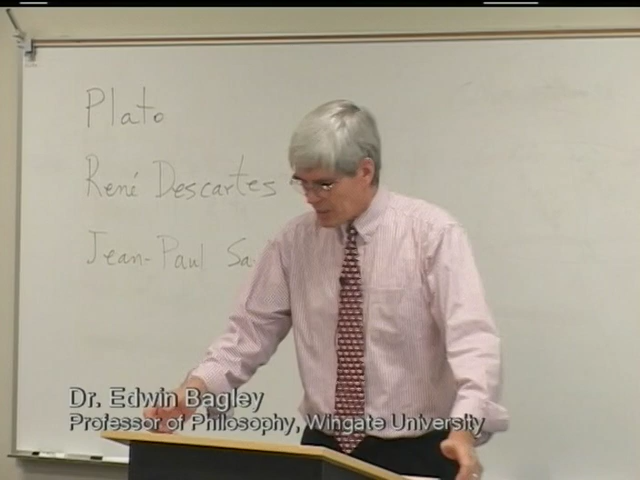 Plato
René Descartes
Jean-Paul Sa
Dr. Edwin Bagley
Professor of Philosophy, Wingate University